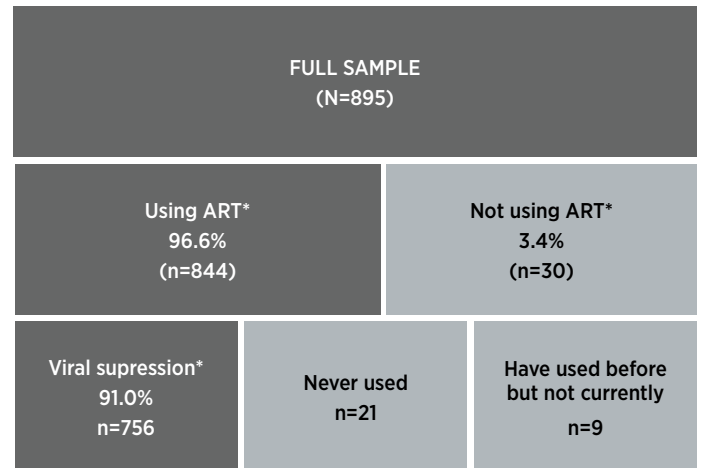 FULL SAMPLE
(N=895)
Using ART*
96.6%
(n=844)
Not using ART*
3.4%
(n=30)
Viral supression*
91.0%
n=756
Never used
n=21
Have used before
but not currently
n=9